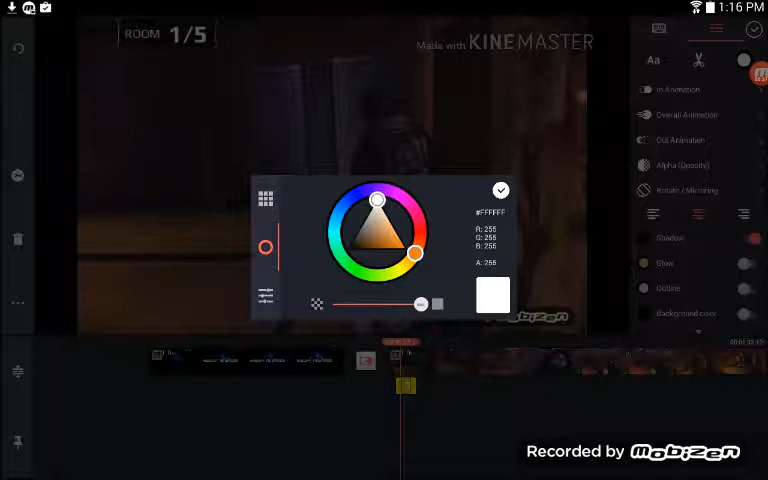 1:16 PM
ROOM 1/5
Made with KINEMASTER
Aa
In Animation
Overall Animation
Out Animation
Alpha (Opacity)
Rotate / Mirroring
#FFFFFF
R: 255
G: 255
B: 255
A: 255
Shadow
Glow
Outline
Background color
Recorded by Mobizen